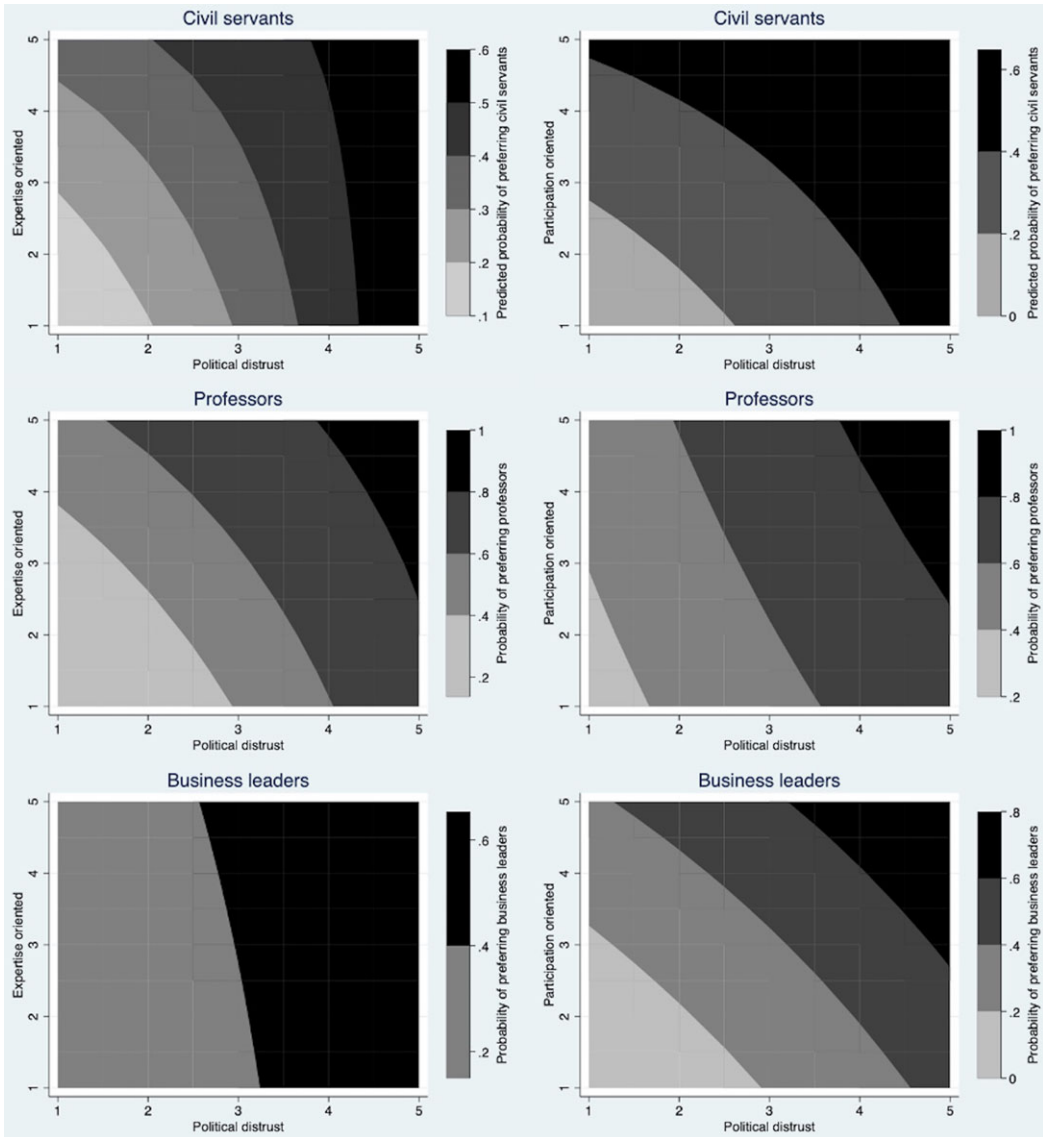 Civil servants
Expertise oriented
5
4
3
2
1
1 2 3 4 5
Political distrust
.6
.5
.4
.3
.2
.1
Predicted probability of preferring civil servants
Civil servants
Participation oriented
5
4
3
2
1
1 2 3 4 5
Political distrust
.6
.4
.2
0
Predicted probability of preferring civil servants
Professors
Expertise oriented
5
4
3
2
1
1 2 3 4 5
Political distrust
1
.8
.6
.4
.2
Probability of preferring professors
Professors
Participation oriented
5
4
3
2
1
1 2 3 4 5
Political distrust
1
.8
.6
.4
.2
Probability of preferring professors
Business leaders
Expertise oriented
5
4
3
2
1
1 2 3 4 5
Political distrust
.6
.4
.2
Probability of preferring business leaders
Business leaders
Participation oriented
5
4
3
2
1
1 2 3 4 5
Political distrust
.8
.6
.4
.2
0
Probability of preferring business leaders